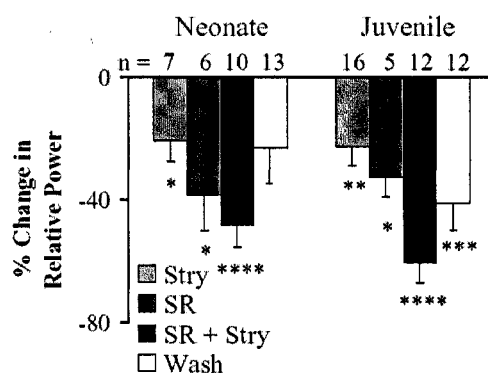 Neonate Juvenile
n = 7 6 10 13 16 5 12 12
0
-40
-80
% Change in
Relative Power
* * **** ** * **** ***
Stry
SR
SR + Stry
Wash